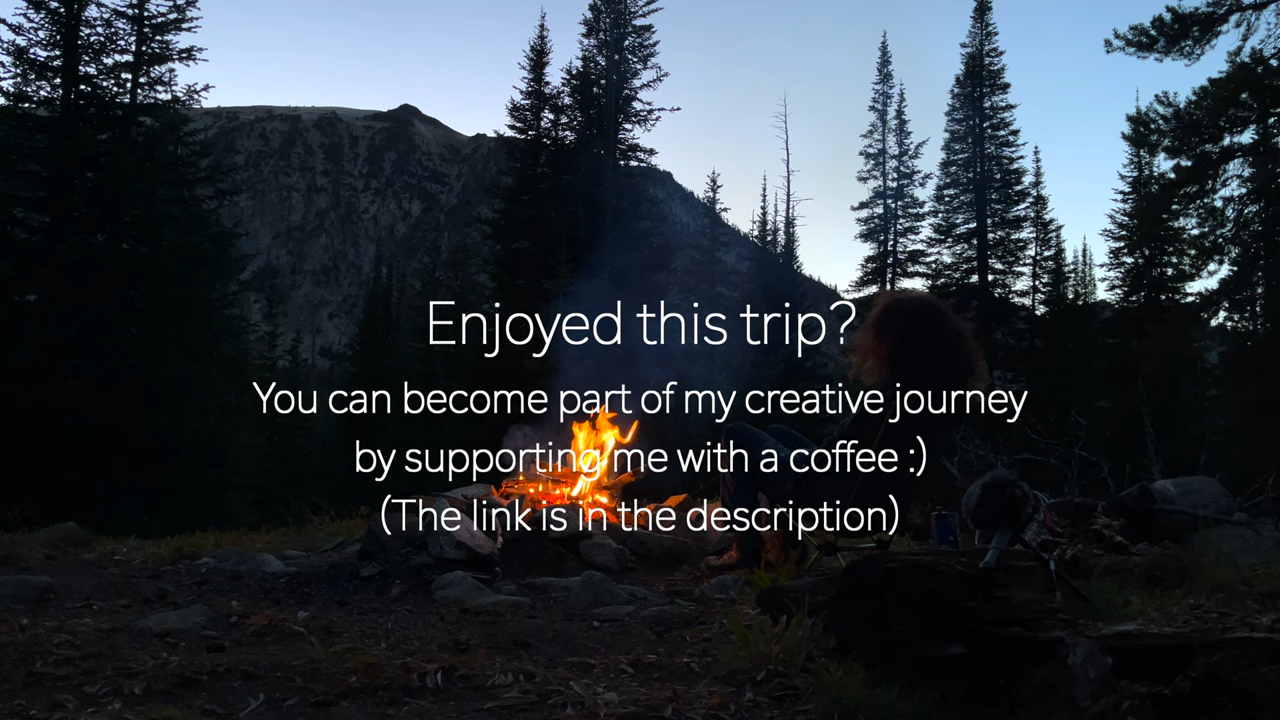 Enjoyed this trip?
You can become part of my creative journey
by supporting me with a coffee :)
(The link is in the description)